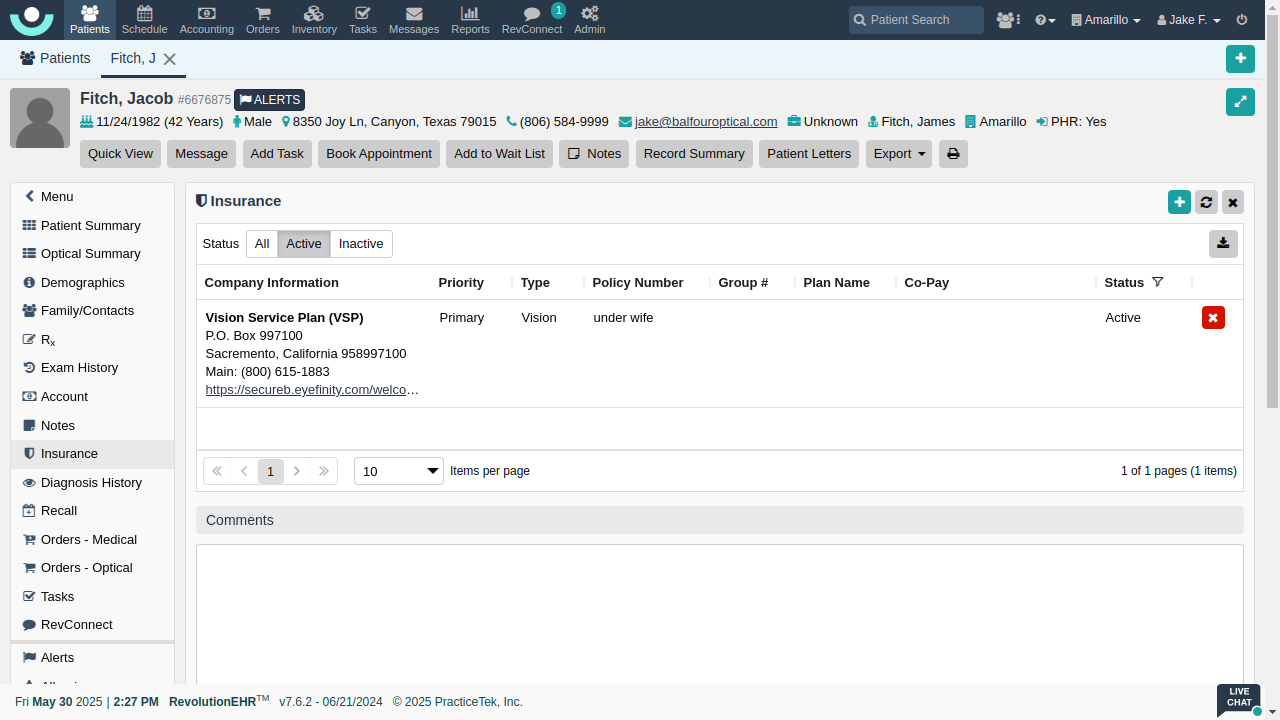 Patients
Schedule
Accounting
Orders
Inventory
Tasks
Messages
Reports
RevConnect
1
Admin
Patient Search
Amarillo
Jake F.
Patients
Fitch, J
Fitch, Jacob #6676875 ALERTS
11/24/1982 (42 Years) Male 8350 Joy Ln, Canyon, Texas 79015 (806) 584-9999 jake@balfouroptical.com Unknown Fitch, James Amarillo PHR: Yes
Quick View Message Add Task Book Appointment Add to Wait List Notes Record Summary Patient Letters Export
Menu
Patient Summary
Optical Summary
Demographics
Family/Contacts
Rx
Exam History
Account
Notes
Insurance
Diagnosis History
Recall
Orders - Medical
Orders - Optical
Tasks
RevConnect
Alerts
Insurance
Status All Active Inactive
Company Information Priority Type Policy Number Group # Plan Name Co-Pay Status
Vision Service Plan (VSP) Primary Vision under wife Active
P.O. Box 997100
Sacremento, California 958997100
Main: (800) 615-1883
https://secureb.eyefinity.com/welco…
1 10 Items per page 1 of 1 pages (1 items)
Comments
Fri May 30 2025 | 2:27 PM RevolutionEHR™ v7.6.2 - 06/21/2024 © 2025 PracticeTek, Inc.
LIVE
CHAT